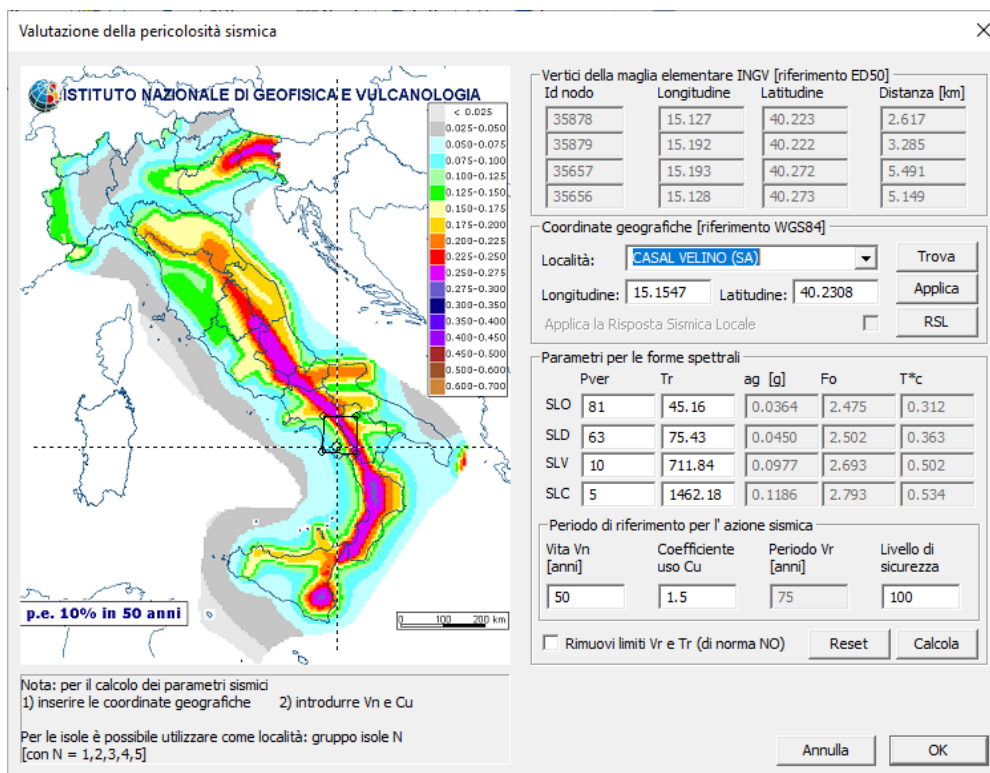 Valutazione della pericolosità sismica
ISTITUTO NAZIONALE DI GEOFISICA E VULCANOLOGIA
< 0.025
0.025-0.050
0.050-0.075
0.075-0.100
0.100-0.125
0.125-0.150
0.150-0.175
0.175-0.200
0.200-0.225
0.225-0.250
0.250-0.275
0.275-0.300
0.300-0.350
0.350-0.400
0.400-0.450
0.450-0.500
0.500-0.600
0.600-0.700
p.e. 10% in 50 anni
0 100 200 km
Nota: per il calcolo dei parametri sismici
1) inserire le coordinate geografiche 2) introdurre Vn e Cu
Per le isole è possibile utilizzare come località: gruppo isole N
[con N = 1,2,3,4,5]
Vertici della maglia elementare INGV [riferimento ED50]
Id nodo Longitudine Latitudine Distanza [km]
35878 15.127 40.223 2.617
35879 15.192 40.222 3.285
35657 15.193 40.272 5.491
35656 15.128 40.273 5.149
Coordinate geografiche [riferimento WGS84]
Località: CASAL VELINO (SA) Trova
Longitudine: 15.1547 Latitudine: 40.2308 Applica
Applica la Risposta Sismica Locale RSL
Parametri per le forme spettrali
Pver Tr ag [g] Fo T*c
SLO 81 45.16 0.0364 2.475 0.312
SLD 63 75.43 0.0450 2.502 0.363
SLV 10 711.84 0.0977 2.693 0.502
SLC 5 1462.18 0.1186 2.793 0.534
Periodo di riferimento per l' azione sismica
Vita Vn [anni] Coefficiente uso Cu Periodo Vr [anni] Livello di sicurezza
50 1.5 75 100
Rimuovi limiti Vr e Tr (di norma NO) Reset Calcola
Annulla OK